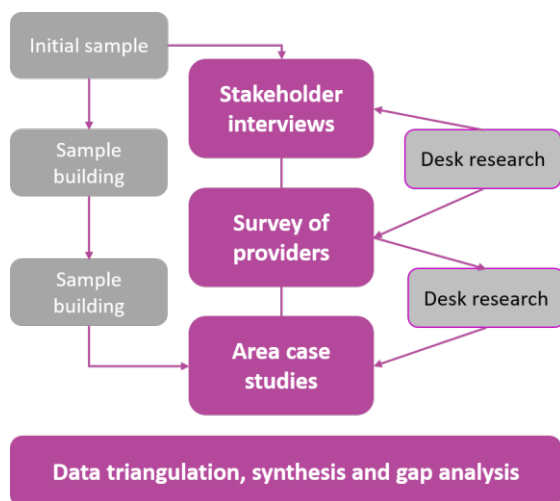 Initial sample
Stakeholder
interviews
Sample
building
Desk research
Survey of
providers
Sample
building
Desk research
Area case
studies
Data triangulation, synthesis and gap analysis